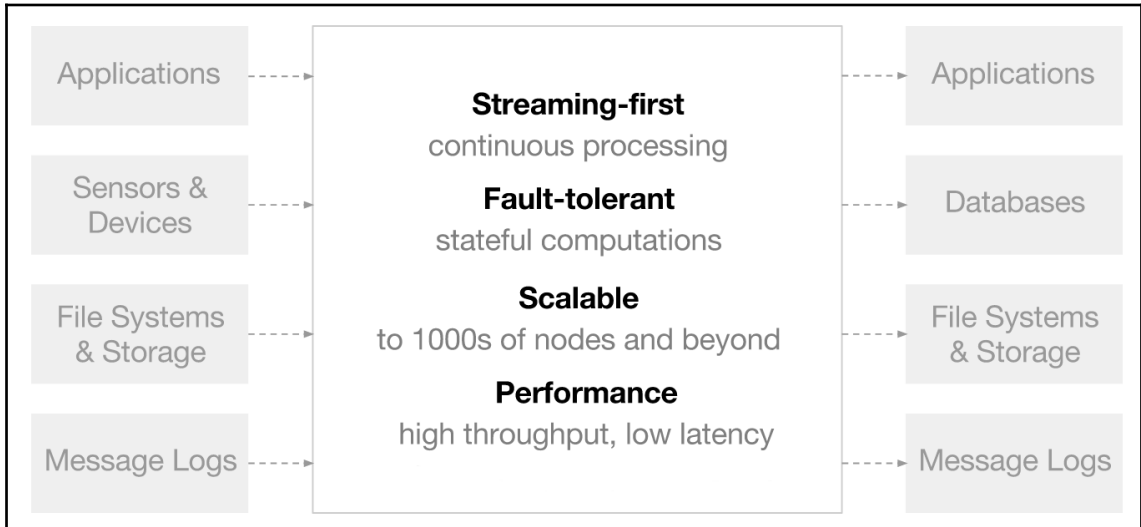 Applications
Sensors &
Devices
File Systems
& Storage
Message Logs
Streaming-first
continuous processing
Fault-tolerant
stateful computations
Scalable
to 1000s of nodes and beyond
Performance
high throughput, low latency
Applications
Databases
File Systems
& Storage
Message Logs